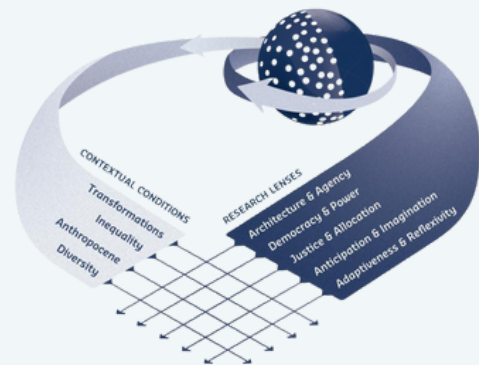 CONTEXTUAL CONDITIONS
Transformations
Inequality
Anthropocene
Diversity
RESEARCH LENSES
Architecture & Agency
Democracy & Power
Justice & Allocation
Anticipation & Imagination
Adaptiveness & Reflexivity